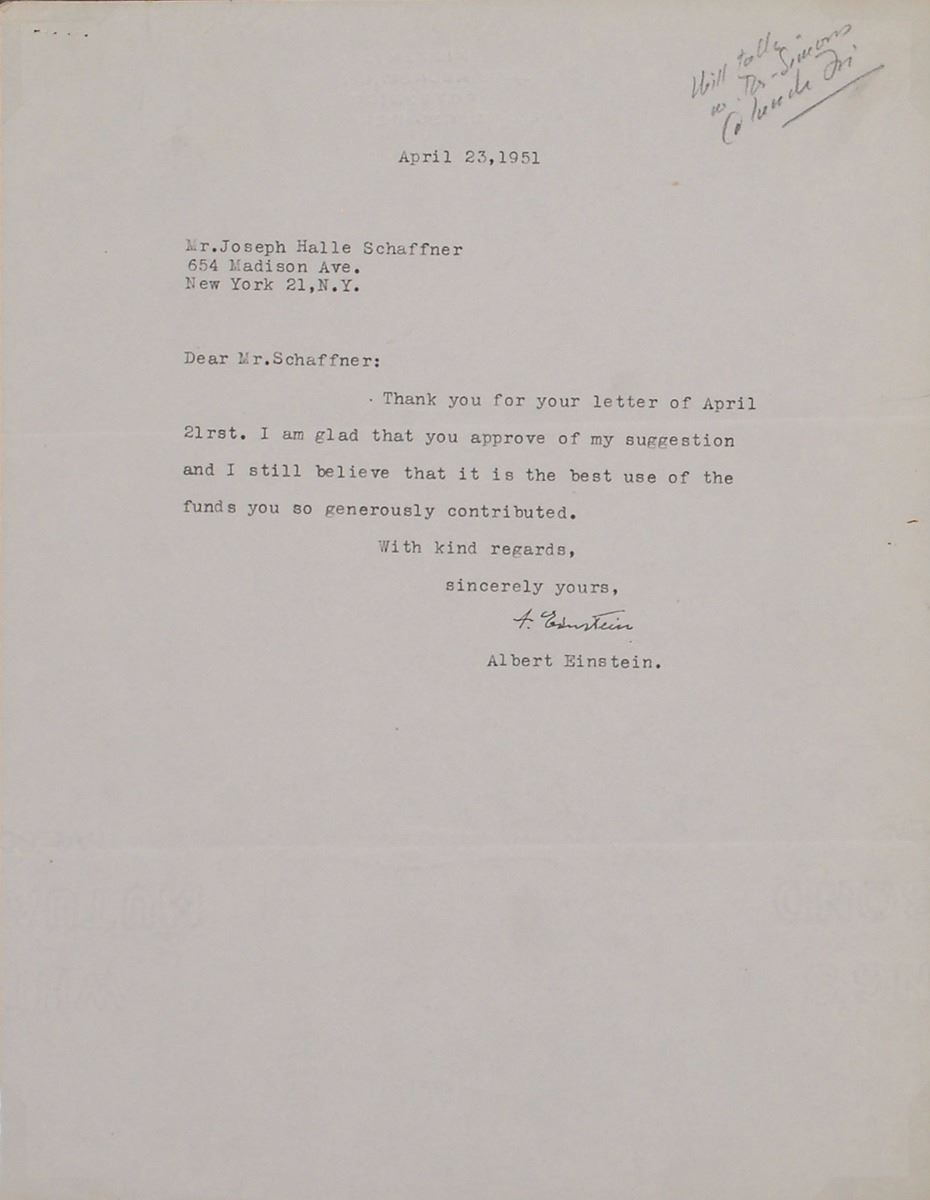 Will talk
w. Dr. Simons
April 23,1951
Mr.Joseph Halle Schaffner
654 Madison Ave.
New York 21,N.Y.
Dear Mr.Schaffner:
Thank you for your letter of April
21rst. I am glad that you approve of my suggestion
and I still believe that it is the best use of the
funds you so generously contributed.
With kind regards,
sincerely yours,
A. Einstein
Albert Einstein.